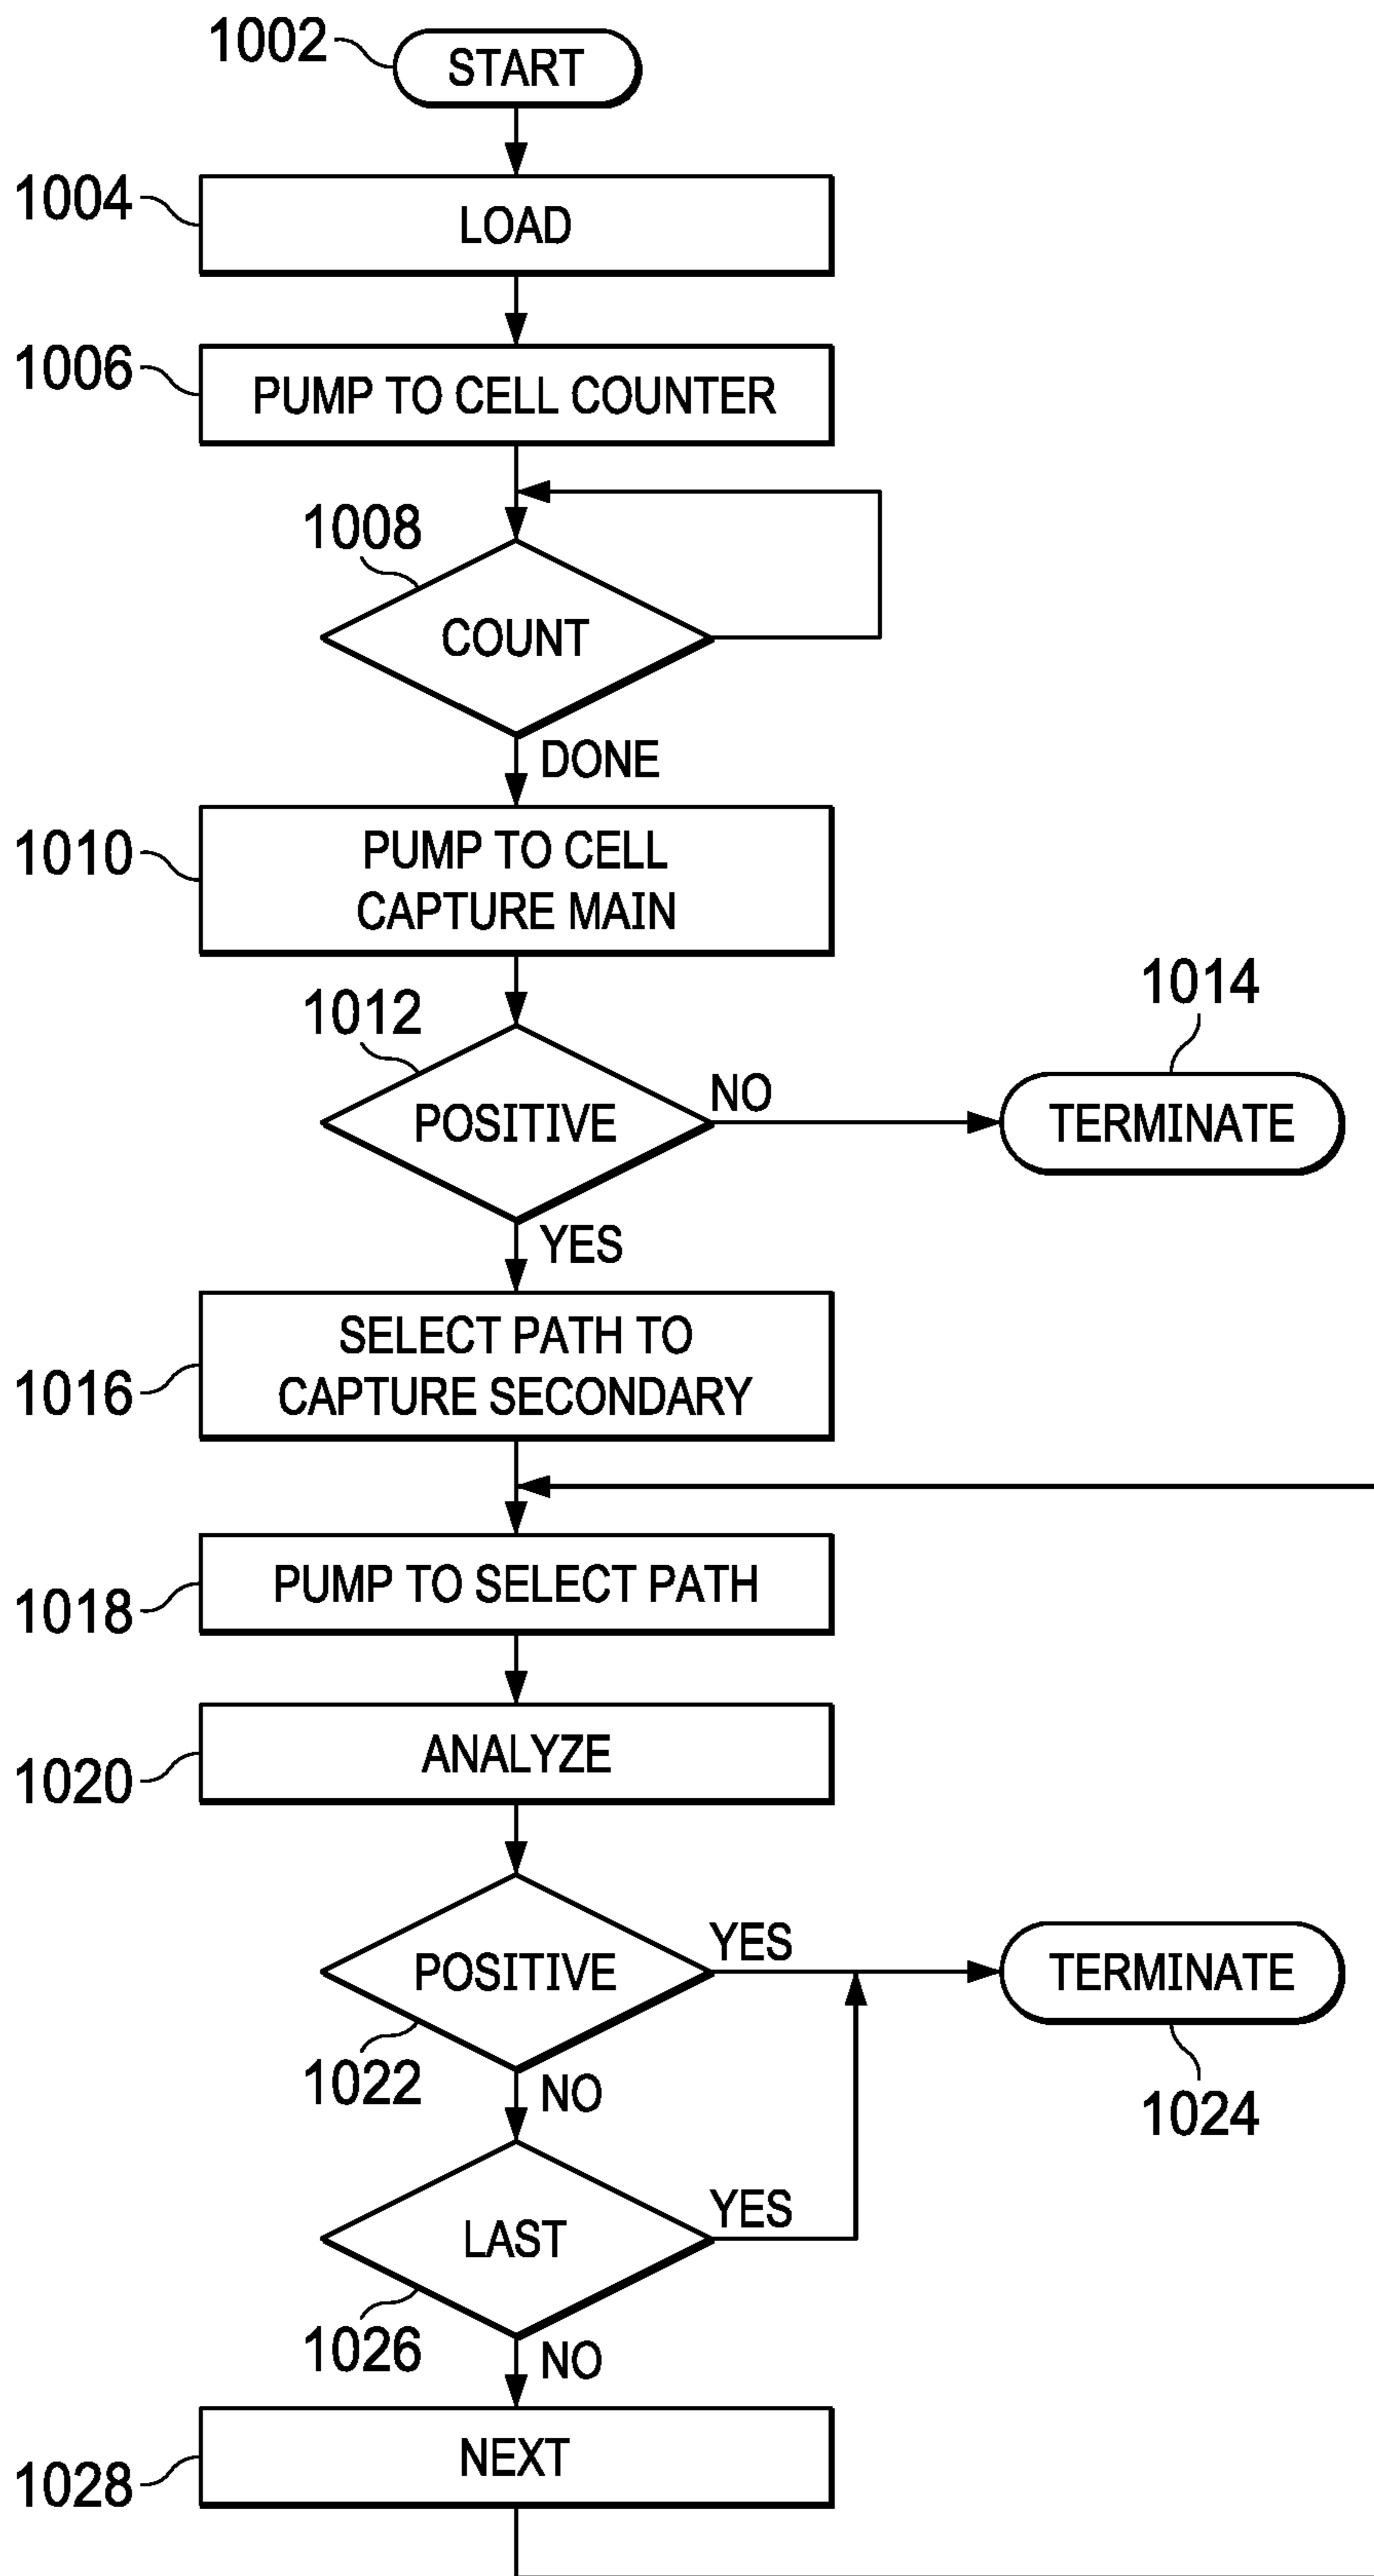 1002
START
1004
LOAD
1006
PUMP TO CELL COUNTER
1008
COUNT
DONE
1010
PUMP TO CELL
CAPTURE MAIN
1012
POSITIVE
NO
1014
TERMINATE
YES
1016
SELECT PATH TO
CAPTURE SECONDARY
1018
PUMP TO SELECT PATH
1020
ANALYZE
POSITIVE
YES
TERMINATE
1022
NO
1024
LAST
YES
1026
NO
1028
NEXT